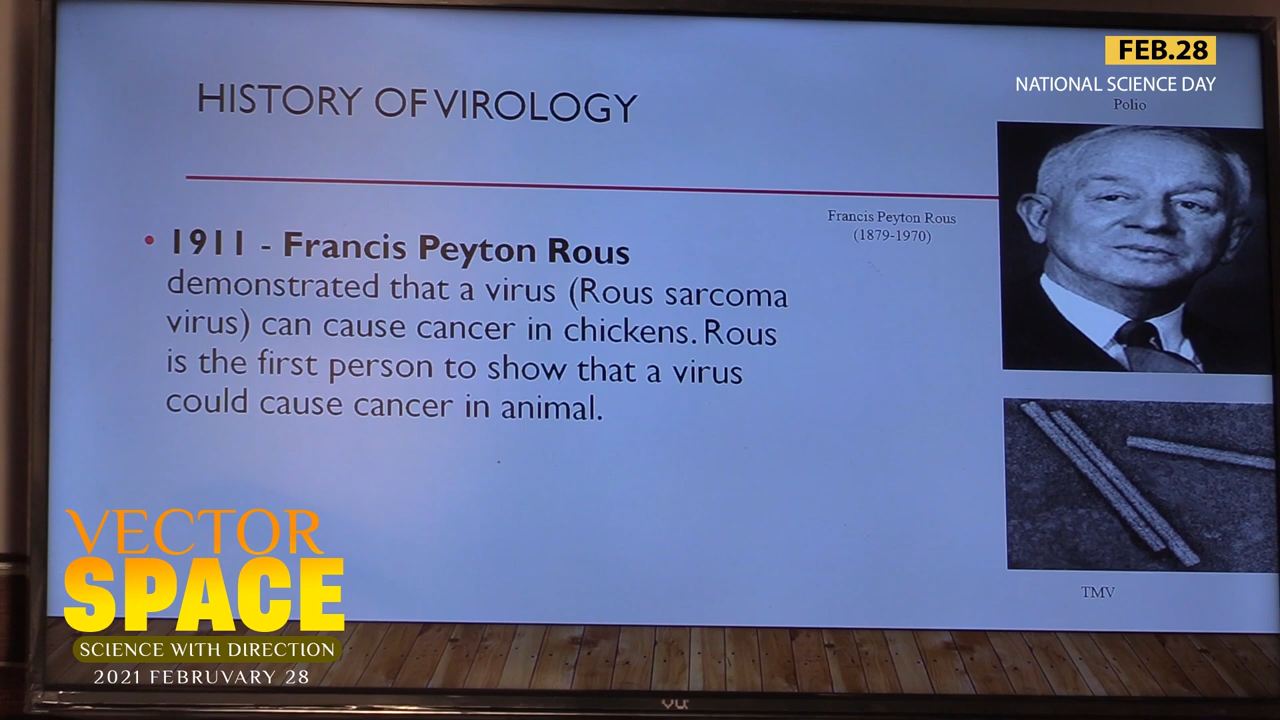 FEB.28
NATIONAL SCIENCE DAY
Polio
HISTORY OF VIROLOGY
Francis Peyton Rous
(1879-1970)
• 1911 - Francis Peyton Rous
demonstrated that a virus (Rous sarcoma
virus) can cause cancer in chickens. Rous
is the first person to show that a virus
could cause cancer in animal.
TMV
VECTOR
SPACE
SCIENCE WITH DIRECTION
2021 FEBRUVARY 28
vu